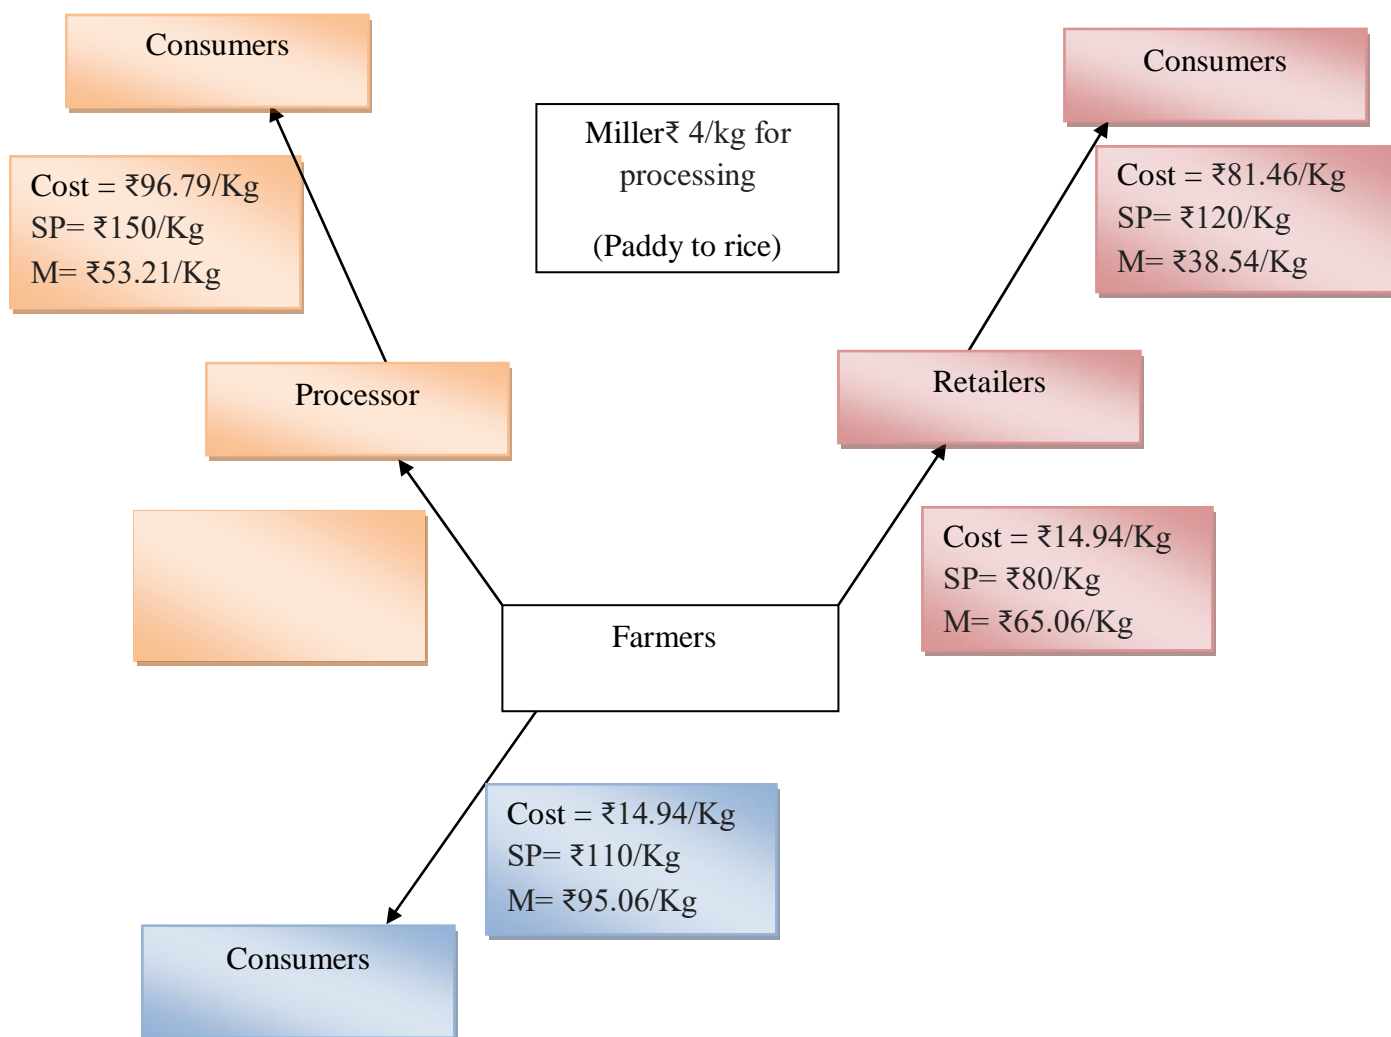 Consumers
Consumers
Miller₹ 4/kg for
processing
(Paddy to rice)
Cost = ₹96.79/Kg
SP= ₹150/Kg
M= ₹53.21/Kg
Cost = ₹81.46/Kg
SP= ₹120/Kg
M= ₹38.54/Kg
Processor
Retailers
Cost = ₹14.94/Kg
SP= ₹80/Kg
M= ₹65.06/Kg
Farmers
Cost = ₹14.94/Kg
SP= ₹110/Kg
M= ₹95.06/Kg
Consumers